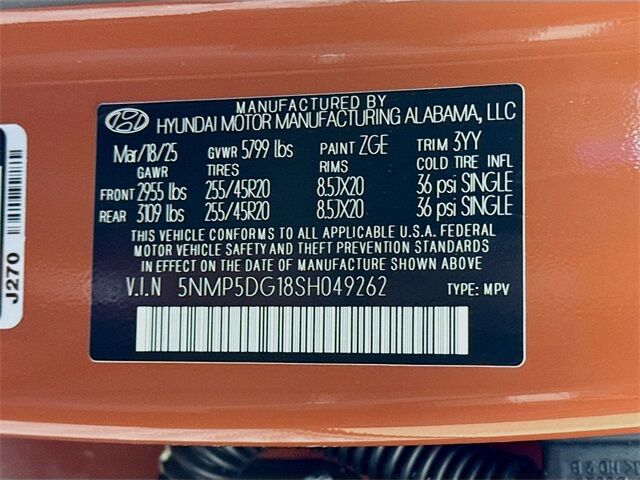 MANUFACTURED BY
HYUNDAI MOTOR MANUFACTURING ALABAMA, LLC
Mar/18/25 GVWR 5799 lbs PAINT ZGE TRIM 3YY
GAWR TIRES RIMS COLD TIRE INFL
FRONT 2955 lbs 255/45R20 8.5JX20 36 psi SINGLE
REAR 3109 lbs 255/45R20 8.5JX20 36 psi SINGLE
THIS VEHICLE CONFORMS TO ALL APPLICABLE U.S.A. FEDERAL
MOTOR VEHICLE SAFETY AND THEFT PREVENTION STANDARDS
IN EFFECT ON THE DATE OF MANUFACTURE SHOWN ABOVE
V.I.N 5NMP5DG18SH049262 TYPE: MPV
J270